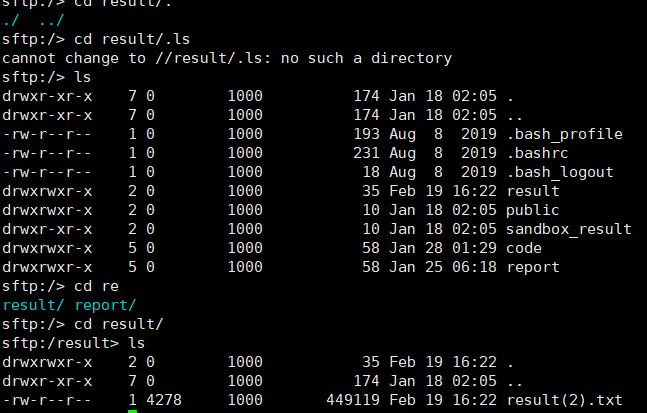 sftp:/> cd result/.
./  ../
sftp:/> cd result/.ls
cannot change to //result/.ls: no such a directory
sftp:/> ls
drwxr-xr-x    7 0        1000          174 Jan 18 02:05 .
drwxr-xr-x    7 0        1000          174 Jan 18 02:05 ..
-rw-r--r--    1 0        1000          193 Aug  8  2019 .bash_profile
-rw-r--r--    1 0        1000          231 Aug  8  2019 .bashrc
-rw-r--r--    1 0        1000           18 Aug  8  2019 .bash_logout
drwxrwxr-x    2 0        1000           35 Feb 19 16:22 result
drwxrwxr-x    2 0        1000           10 Jan 18 02:05 public
drwxrwxr-x    2 0        1000           10 Jan 18 02:05 sandbox_result
drwxrwxr-x    5 0        1000           58 Jan 28 01:29 code
drwxrwxr-x    5 0        1000           58 Jan 25 06:18 report
sftp:/> cd re
result/ report/
sftp:/> cd result/
sftp:/result> ls
drwxrwxr-x    2 0        1000           35 Feb 19 16:22 .
drwxr-xr-x    7 0        1000          174 Jan 18 02:05 ..
-rw-r--r--    1 4278     1000       449119 Feb 19 16:22 result(2).txt